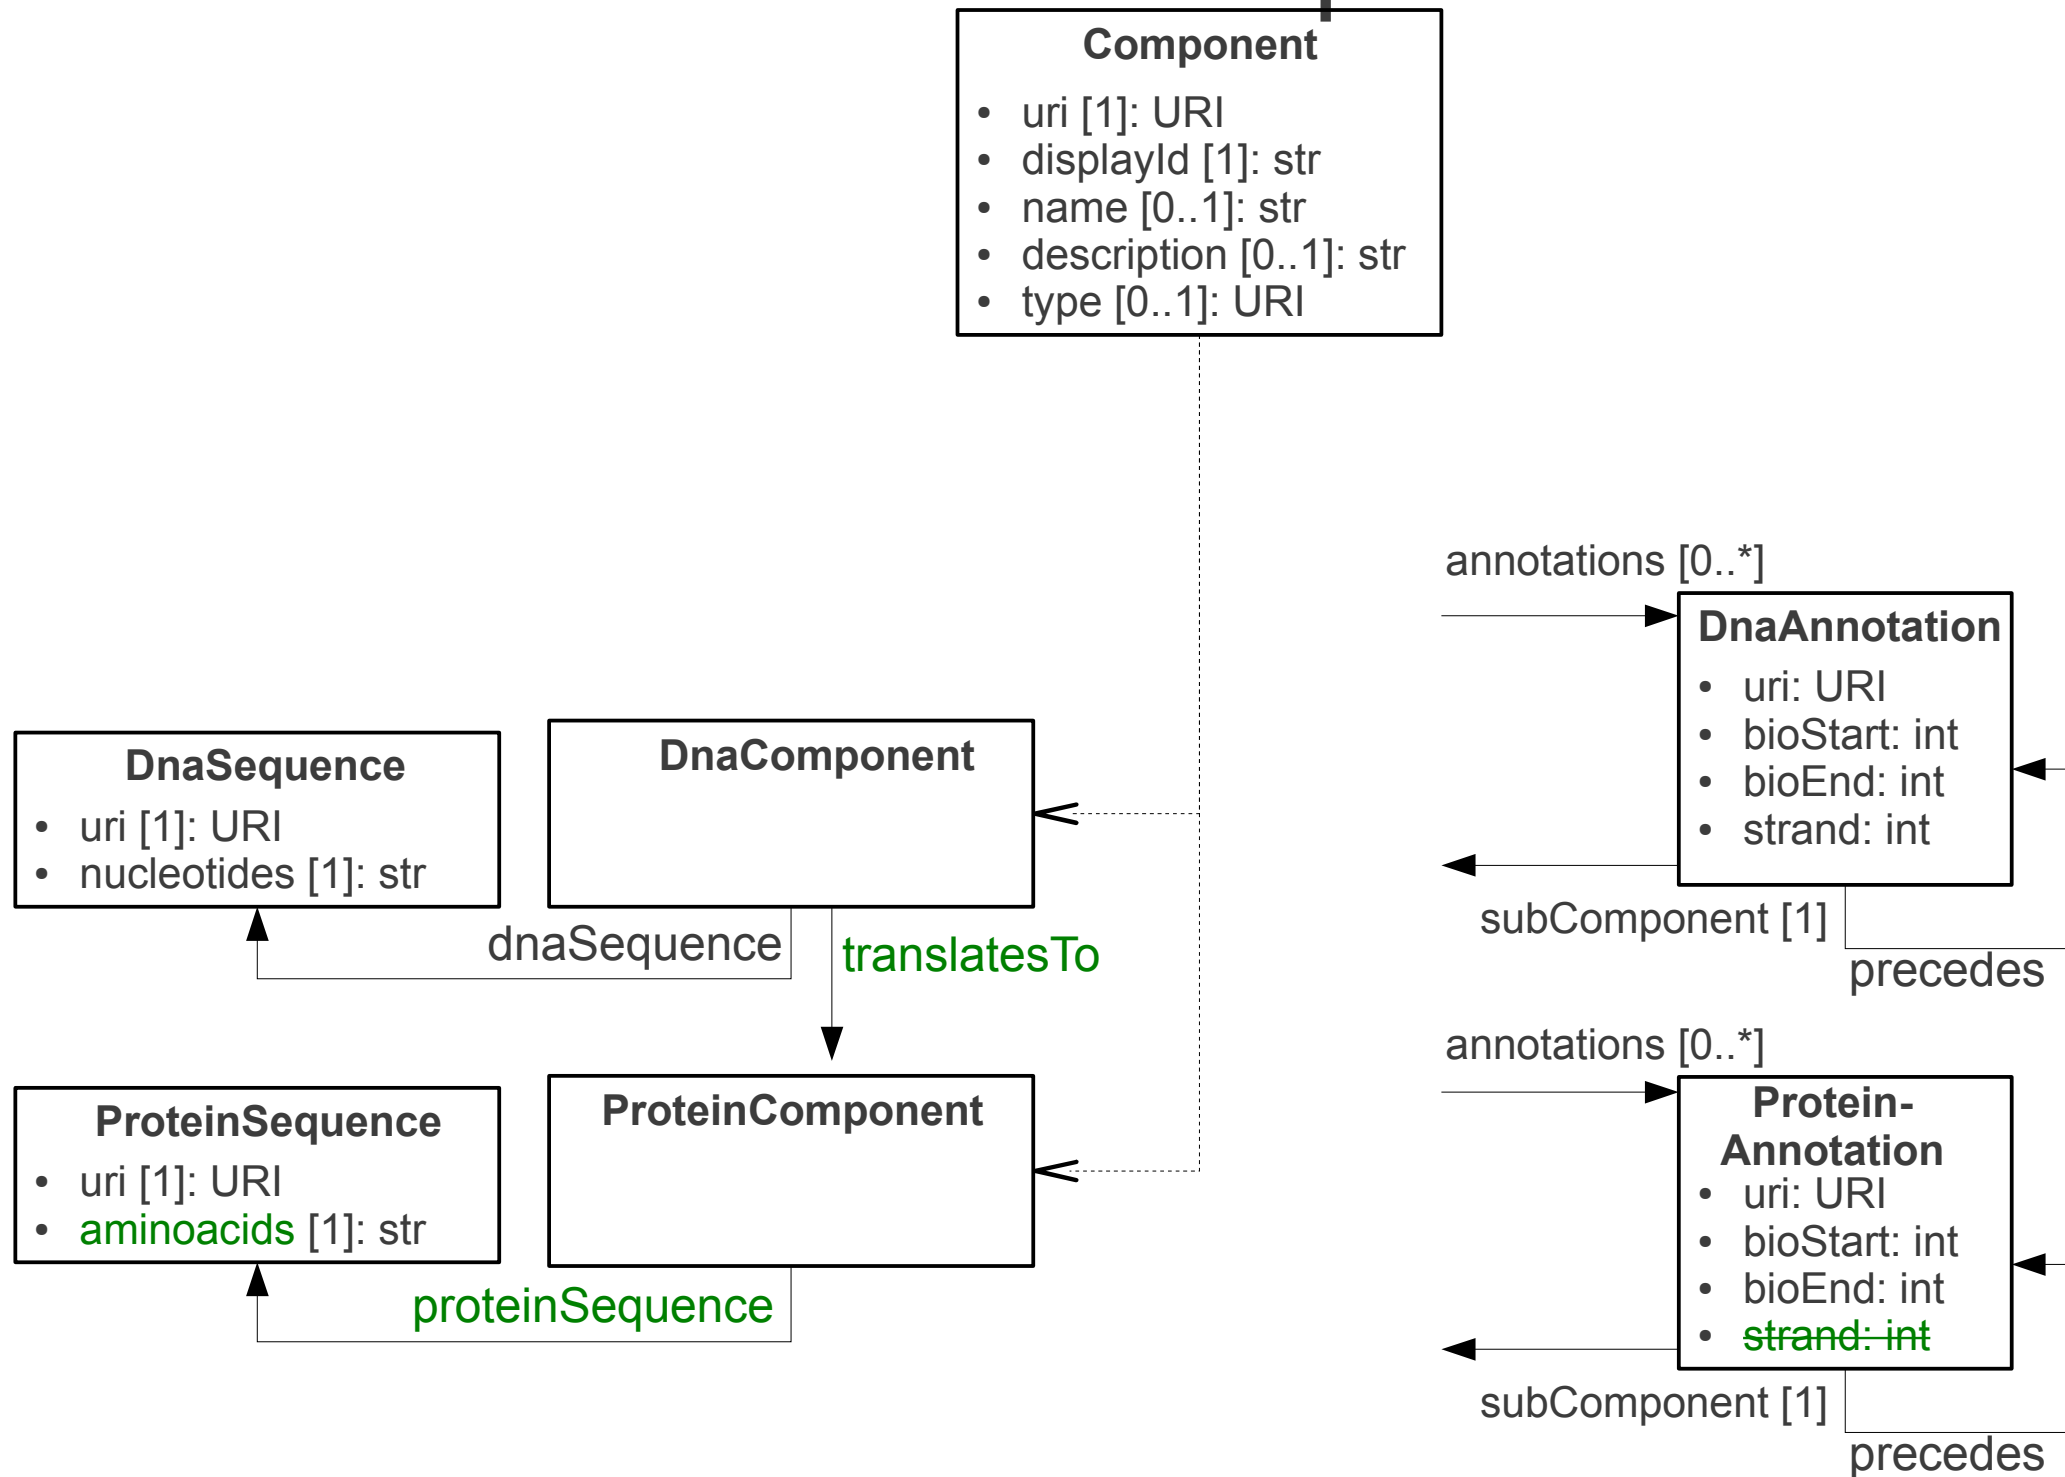 Component
• uri [1]: URI
• displayId [1]: str
• name [0..1]: str
• description [0..1]: str
• type [0..1]: URI
annotations [0..*]
DnaAnnotation
• uri: URI
• bioStart: int
• bioEnd: int
• strand: int
subComponent [1]
precedes
DnaSequence
• uri [1]: URI
• nucleotides [1]: str
DnaComponent
dnaSequence
translatesTo
annotations [0..*]
Protein-
Annotation
• uri: URI
• bioStart: int
• bioEnd: int
• strand: int
subComponent [1]
precedes
ProteinSequence
• uri [1]: URI
• aminoacids [1]: str
ProteinComponent
proteinSequence